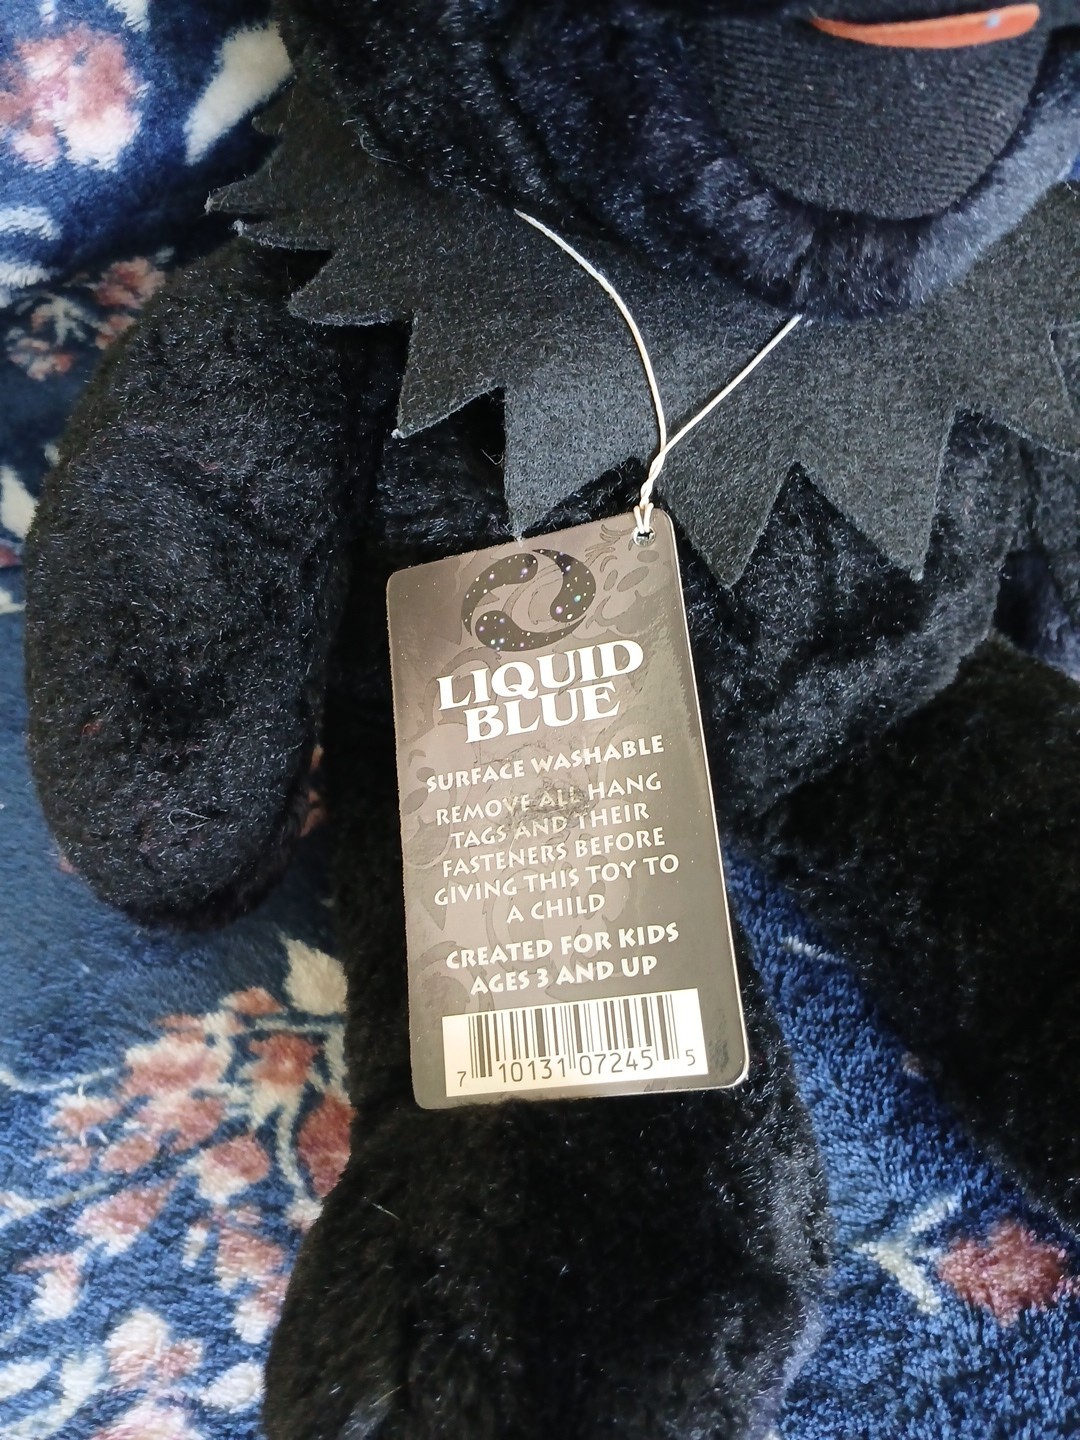 LIQUID
BLUE
SURFACE WASHABLE
REMOVE ALL HANG
TAGS AND THEIR
FASTENERS BEFORE
GIVING THIS TOY TO
A CHILD
CREATED FOR KIDS
AGES 3 AND UP
7 10131 07245 5